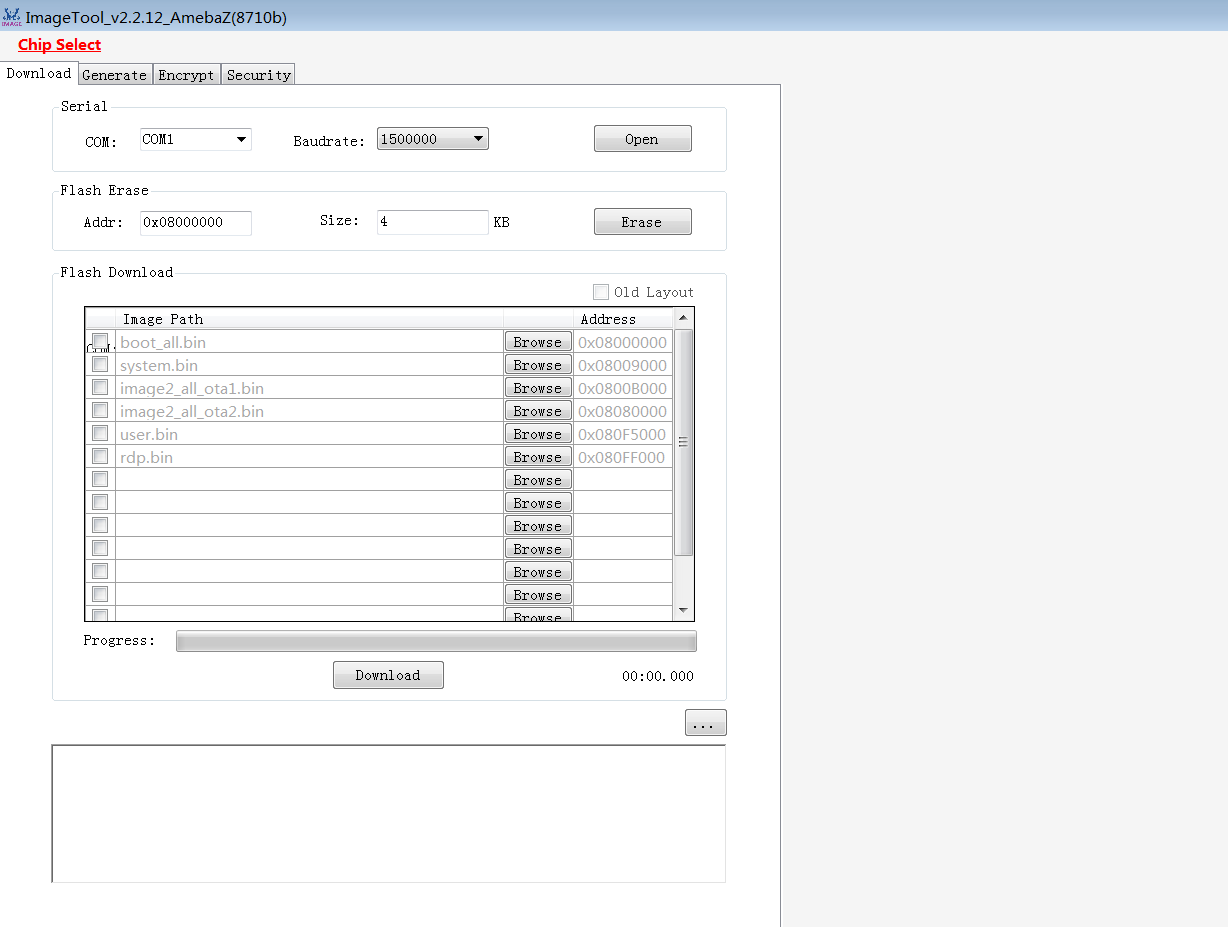 ImageTool_v2.2.12_AmebaZ(8710b)
Chip Select
Download Generate Encrypt Security
Serial
COM: COM1 Baudrate: 1500000 Open
Flash Erase
Addr: 0x08000000 Size: 4 KB Erase
Flash Download
Old Layout
Image Path Address
boot_all.bin Browse 0x08000000
system.bin Browse 0x08009000
image2_all_ota1.bin Browse 0x0800B000
image2_all_ota2.bin Browse 0x08080000
user.bin Browse 0x080F5000
rdp.bin Browse 0x080FF000
Browse
Browse
Browse
Browse
Browse
Browse
Browse
Progress:
Download 00:00.000
...